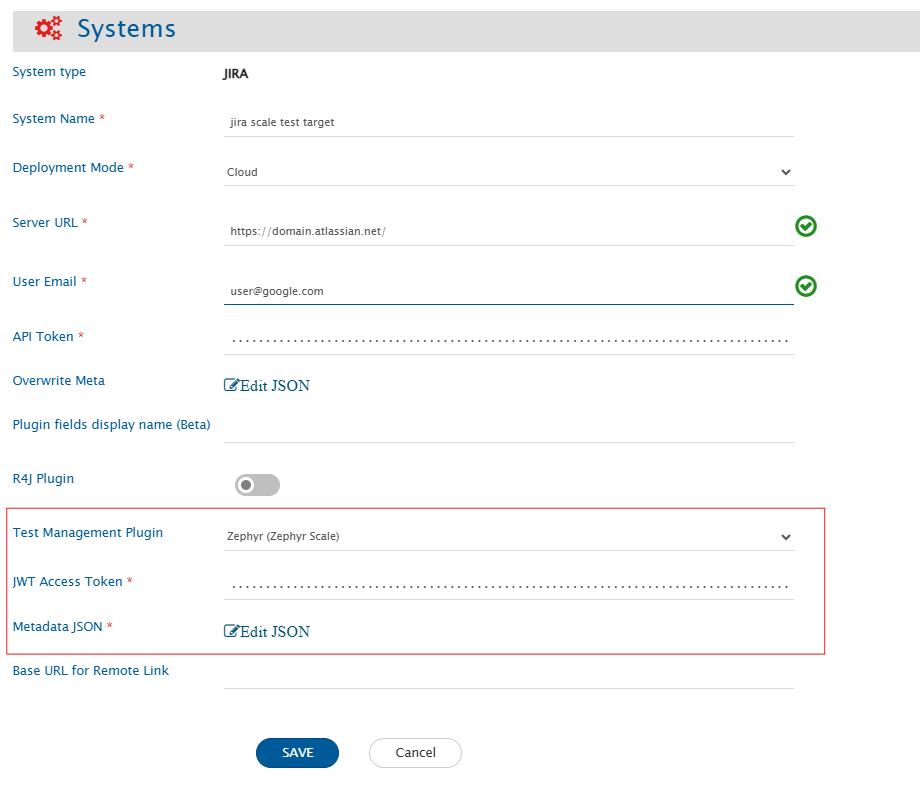 Systems
System type JIRA
System Name * jira scale test target
Deployment Mode * Cloud
Server URL * https://domain.atlassian.net/
User Email * user@google.com
API Token * ....................................................................................
Overwrite Meta Edit JSON
Plugin fields display name (Beta)
R4J Plugin
Test Management Plugin Zephyr (Zephyr Scale)
JWT Access Token * ....................................................................................
Metadada JSON * Edit JSON
Base URL for Remote Link
SAVE Cancel